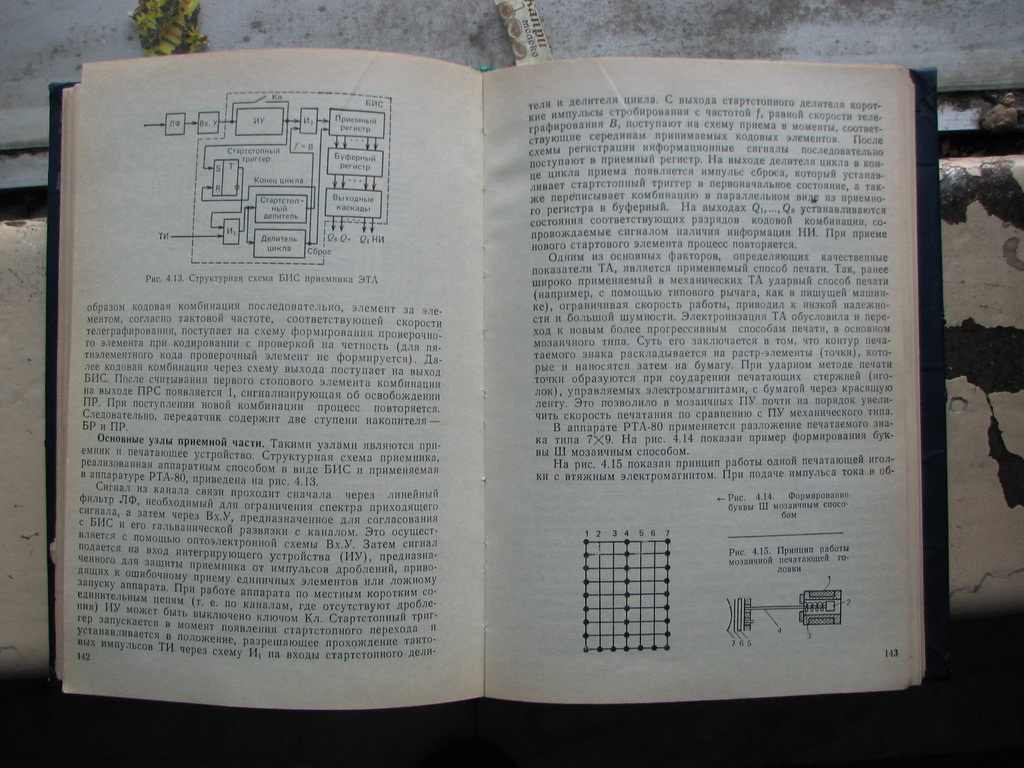 Капри
молоко
Кл
БИС
ЛФ
Вх. У
ИУ
И₂
Приемный
регистр
f = B
Стартстопный
триггер
S
T
R
Буферный
регистр
Конец цикла
Стартстоп-
ный
делитель
Выходные
каскады
И₁
ТИ
Делитель
цикла
Сброс
Q₈ Q₇ Q₁ НИ
Рис. 4.13. Структурная схема БИС приемника ЭТА
образом кодовая комбинация последовательно, элемент за эле-
ментом, согласно тактовой частоте, соответствующей скорости
телеграфирования, поступает на схему формирования проверочно-
го элемента при кодировании с проверкой на четность (для пя-
тиэлементного кода проверочный элемент не формируется). Да-
лее кодовая комбинация через схему выхода поступает на выход
БИС. После считывания первого стопового элемента комбинации
на выходе ПРС появляется 1, сигнализирующая об освобождении
ПР. При поступлении новой комбинации процесс повторяется.
Следовательно, передатчик содержит две ступени накопителя —
БР и ПР.
Основные узлы приемной части. Такими узлами являются при-
емник и печатающее устройство. Структурная схема приемника,
реализованная аппаратным способом в виде БИС и применяемая
в аппаратуре РТА-80, приведена на рис. 4.13.
Сигнал из канала связи проходит сначала через линейный
фильтр ЛФ, необходимый для ограничения спектра приходящего
сигнала, а затем через Вх.У, предназначенное для согласования
с БИС и его гальванической развязки с каналом. Это осущест-
вляется с помощью оптоэлектронной схемы Вх.У. Затем сигнал
подается на вход интегрирующего устройства (ИУ), предназна-
ченного для защиты приемника от импульсов дроблений, приво-
дящих к ошибочному приему единичных элементов или ложному
запуску аппарата. При работе аппарата по местным коротким со-
единительным цепям (т. е. по каналам, где отсутствуют дробле-
ния) ИУ может быть выключено ключом Кл. Стартстопный триг-
гер запускается в момент появления стартстопного перехода и
устанавливается в положение, разрешающее прохождение такто-
вых импульсов ТИ через схему И₁ на входы стартстопного дели-
142
теля и делителя цикла. С выхода стартстопного делителя корот-
кие импульсы стробирования с частотой f, равной скорости теле-
графирования B, поступают на схему приема в моменты, соответ-
ствующие серединам принимаемых кодовых элементов. После
схемы регистрации информационные сигналы последовательно
поступают в приемный регистр. На выходе делителя цикла в кон-
це цикла приема появляется импульс сброса, который устанав-
ливает стартстопный триггер в первоначальное состояние, а так-
же переписывает комбинацию в параллельном виде из приемно-
го регистра в буферный. На выходах Q₁,..., Q₈ устанавливаются
состояния соответствующих разрядов кодовой комбинации, со-
провождаемые сигналом наличия информации НИ. При приеме
нового стартового элемента процесс повторяется.
Одним из основных факторов, определяющих качественные
показатели ТА, является применяемый способ печати. Так, ранее
широко применяемый в механических ТА ударный способ печати
(например, с помощью типового рычага, как в пишущей машин-
ке), ограничивая скорость работы, приводил к низкой надежно-
сти и большой шумности. Электронизация ТА обусловила и пере-
ход к новым более прогрессивным способам печати, в основном
мозаичного типа. Суть его заключается в том, что контур печа-
таемого знака раскладывается на растр-элементы (точки), кото-
рые и наносятся затем на бумагу. При ударном методе печати
точки образуются при соударении печатающих стержней (иго-
лок), управляемых электромагнитами, с бумагой через красящую
ленту. Это позволило в мозаичных ПУ почти на порядок увели-
чить скорость печатания по сравнению с ПУ механического типа.
В аппарате РТА-80 применяется разложение печатаемого зна-
ка типа 7×9. На рис. 4.14 показан пример формирования бук-
вы Ш мозаичным способом.
На рис. 4.15 показан принцип работы одной печатающей игол-
ки с втяжным электромагнитом. При подаче импульса тока в об-
← Рис. 4.14. Формирование
буквы Ш мозаичным спосо-
бом
1 2 3 4 5 6 7
Рис. 4.15. Принцип работы
мозаичной печатающей го-
ловки
1
2
3
4
7 6 5
143